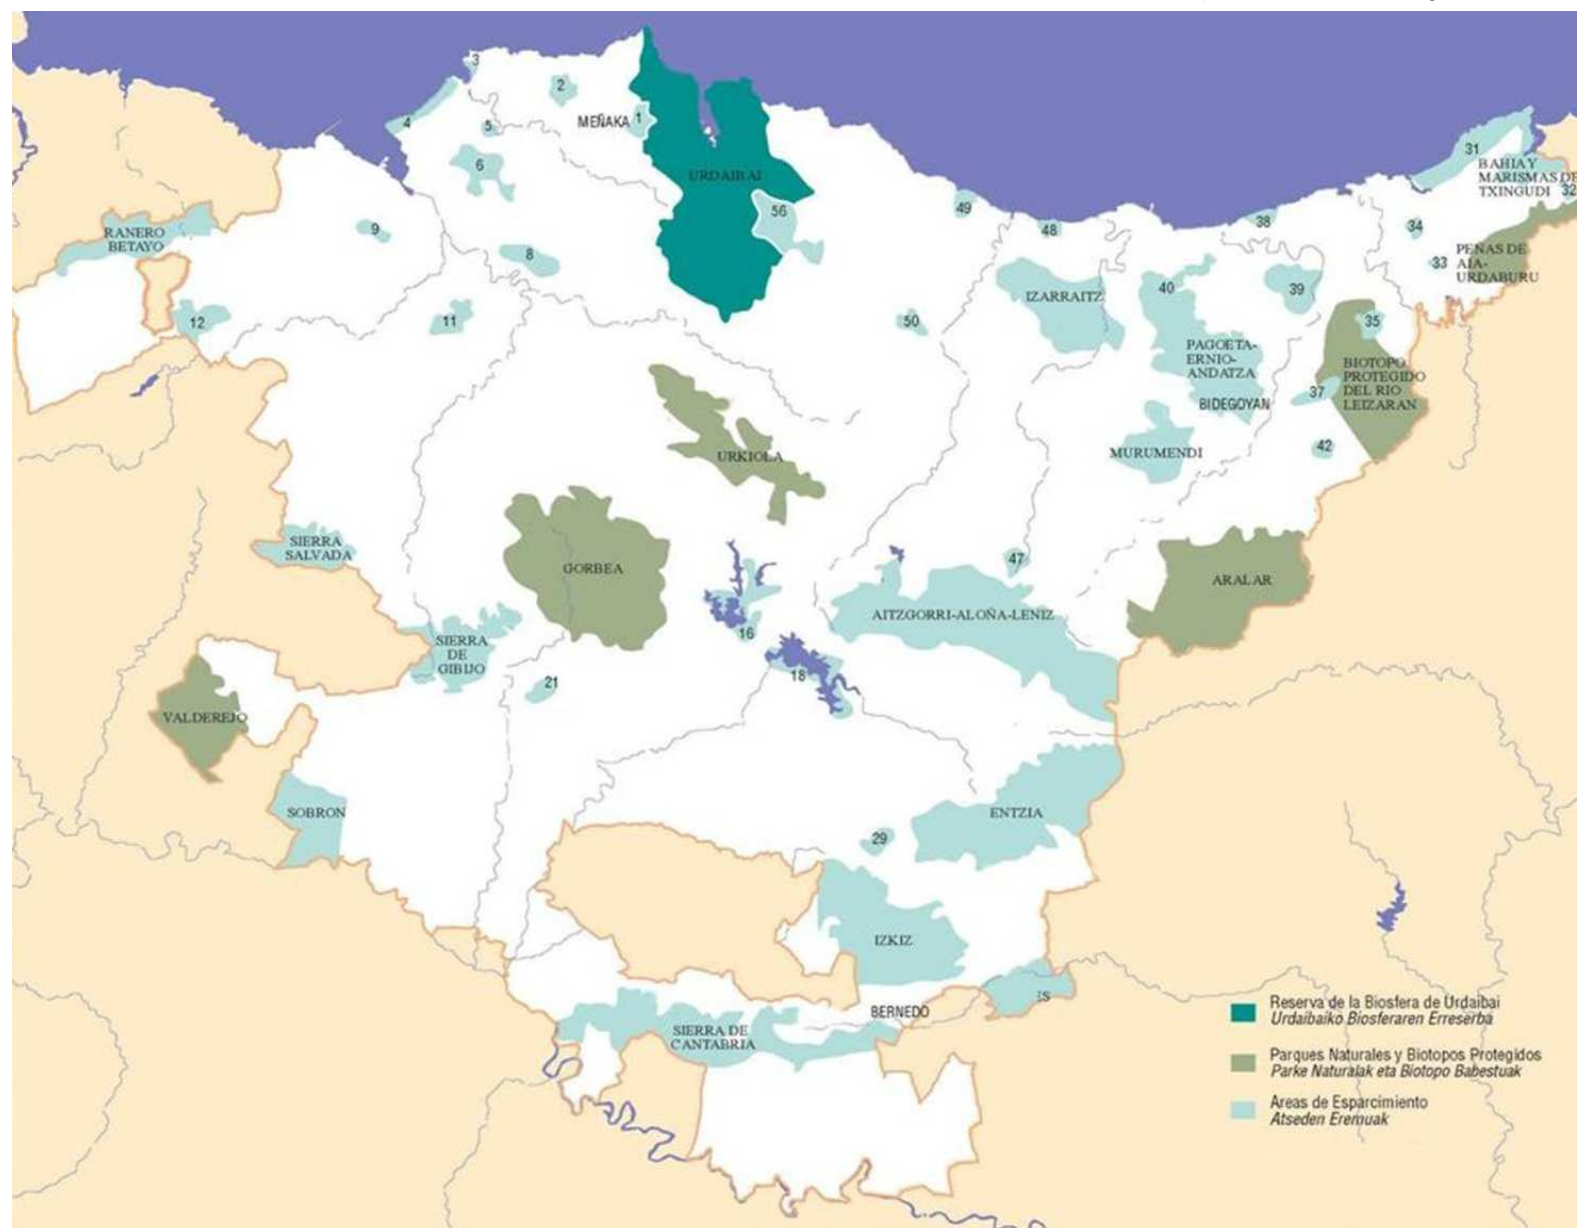 3
2
4
5
MEÑAKA
1
6
31
BAHIA Y
MARISMAS DE
TXINGUDI
32
URDAIBAI
56
49
48
38
34
RANERO
BETAYO
9
8
33
PEÑAS DE
AIA-
URDABURU
IZARRAITZ
40
39
12
11
50
35
PAGOETA-
ERNIO-
ANDATZA
BIOTOPO
PROTEGIDO
DEL RIO
LEIZARAN
37
BIDEGOYAN
42
MURUMENDI
URKIOLA
SIERRA
SALVADA
GORBEA
47
ARALAR
AITZGORRI-ALOÑA-LENIZ
16
SIERRA
DE
GIBIJO
18
21
VALDEREJO
SOBRON
ENTZIA
29
IZKIZ
ES
BERNEDO
SIERRA DE
CANTABRIA
Reserva de la Biosfera de Urdaibai
Urdaibaiko Biosferaren Erreserba
Parques Naturales y Biotopos Protegidos
Parke Naturalak eta Biotopo Babestuak
Areas de Esparcimiento
Atseden Eremuak